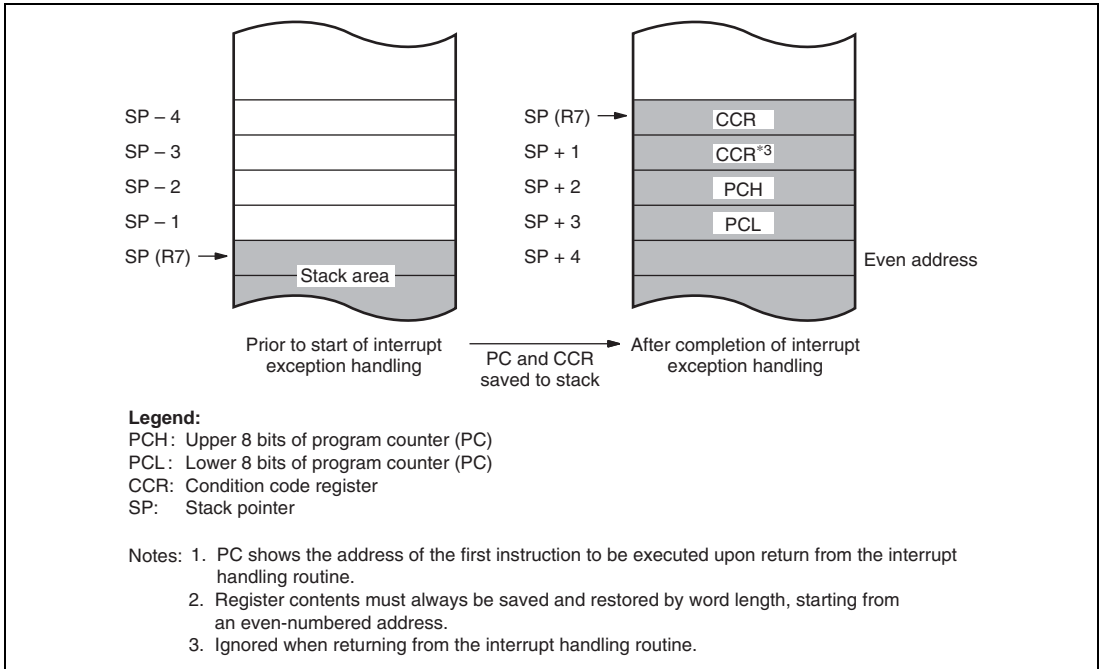 SP – 4
SP – 3
SP – 2
SP – 1
SP (R7)
Stack area
SP (R7)
SP + 1
SP + 2
SP + 3
SP + 4
CCR
CCR*3
PCH
PCL
Even address
Prior to start of interrupt
exception handling
PC and CCR
saved to stack
After completion of interrupt
exception handling
Legend:
PCH: Upper 8 bits of program counter (PC)
PCL: Lower 8 bits of program counter (PC)
CCR: Condition code register
SP: Stack pointer
Notes: 1. PC shows the address of the first instruction to be executed upon return from the interrupt
handling routine.
2. Register contents must always be saved and restored by word length, starting from
an even-numbered address.
3. Ignored when returning from the interrupt handling routine.